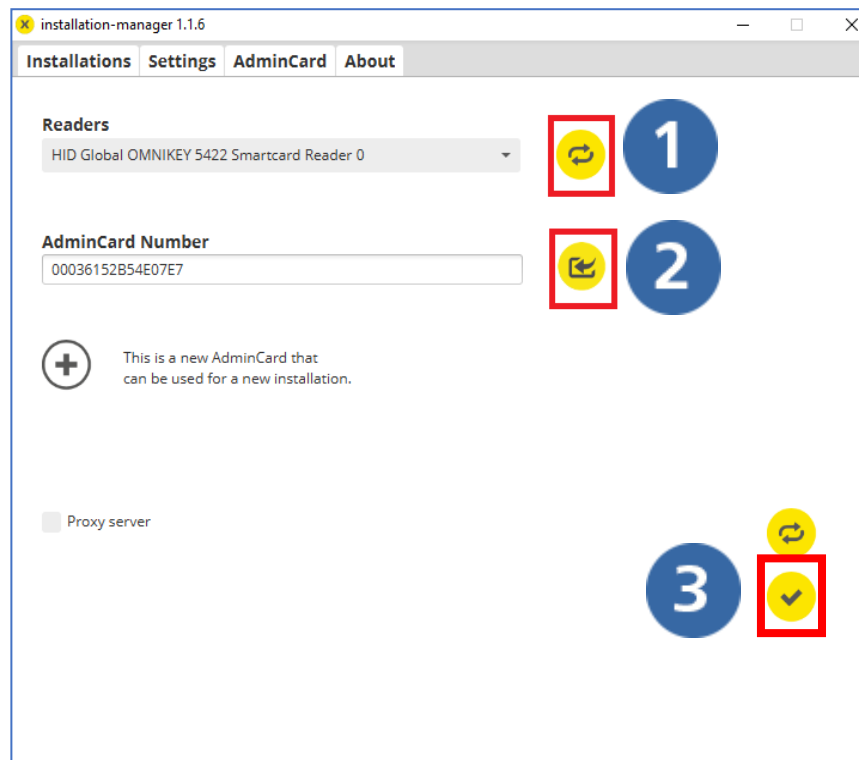 installation-manager 1.1.6
Installations Settings AdminCard About
Readers
HID Global OMNIKEY 5422 Smartcard Reader 0
1
AdminCard Number
00036152B54E07E7
2
This is a new AdminCard that
can be used for a new installation.
Proxy server
3